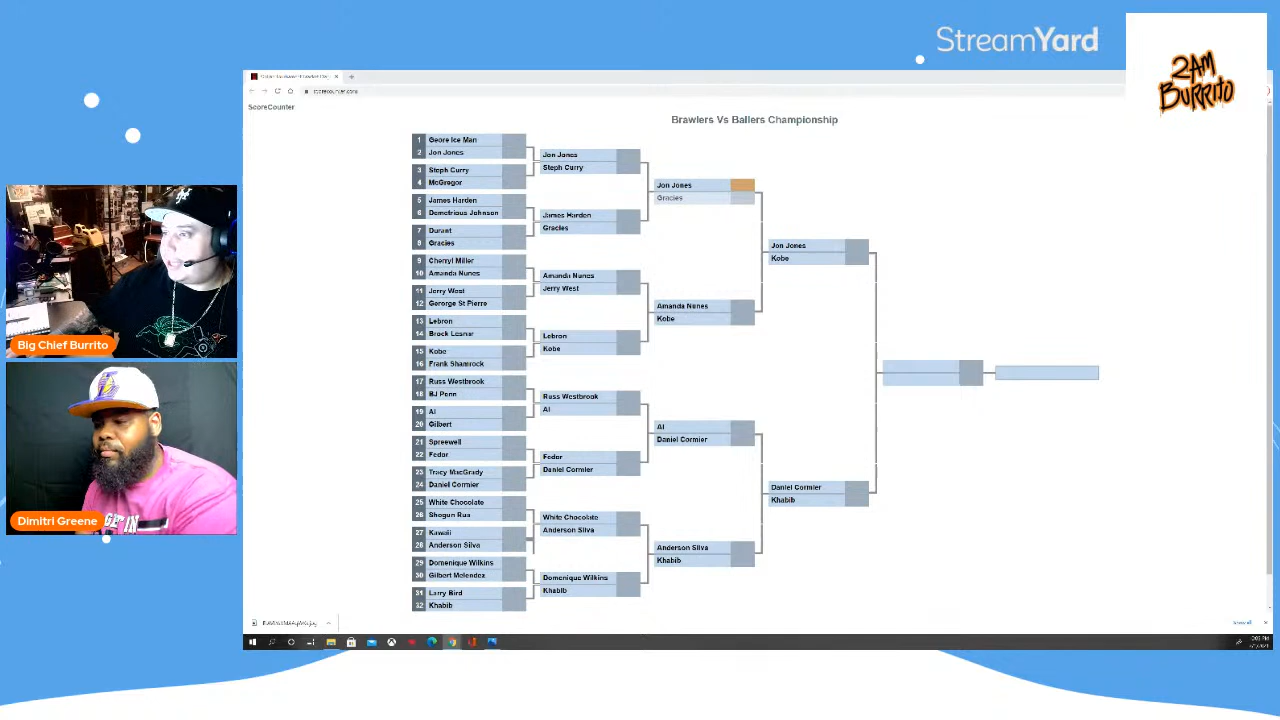 StreamYard
2AM
BURRITO
ScoreCounter
Brawlers Vs Ballers Championship
1 Geore Ice Man
2 Jon Jones
3 Steph Curry
4 McGregor
5 James Harden
6 Demetrious Johnson
7 Durant
8 Gracies
9 Cherryl Miller
10 Amanda Nunes
11 Jerry West
12 Gerorge St Pierre
13 Lebron
14 Brock Lesnar
15 Kobe
16 Frank Shamrock
17 Russ Westbrook
18 BJ Penn
19 AI
20 Gilbert
21 Spreewell
22 Fedor
23 Tracy MacGrady
24 Daniel Cormier
25 White Chocolate
26 Shogun Rua
27 Kawaii
28 Anderson Silva
29 Domenique Wilkins
30 Gilbert Melendez
31 Larry Bird
32 Khabib
Jon Jones
Steph Curry
James Harden
Gracies
Amanda Nunes
Jerry West
Lebron
Kobe
Russ Westbrook
AI
Fedor
Daniel Cormier
White Chocolate
Anderson Silva
Domenique Wilkins
Khabib
Jon Jones
Gracies
Amanda Nunes
Kobe
AI
Daniel Cormier
Anderson Silva
Khabib
Jon Jones
Kobe
Daniel Cormier
Khabib
Big Chief Burrito
Dimitri Greene